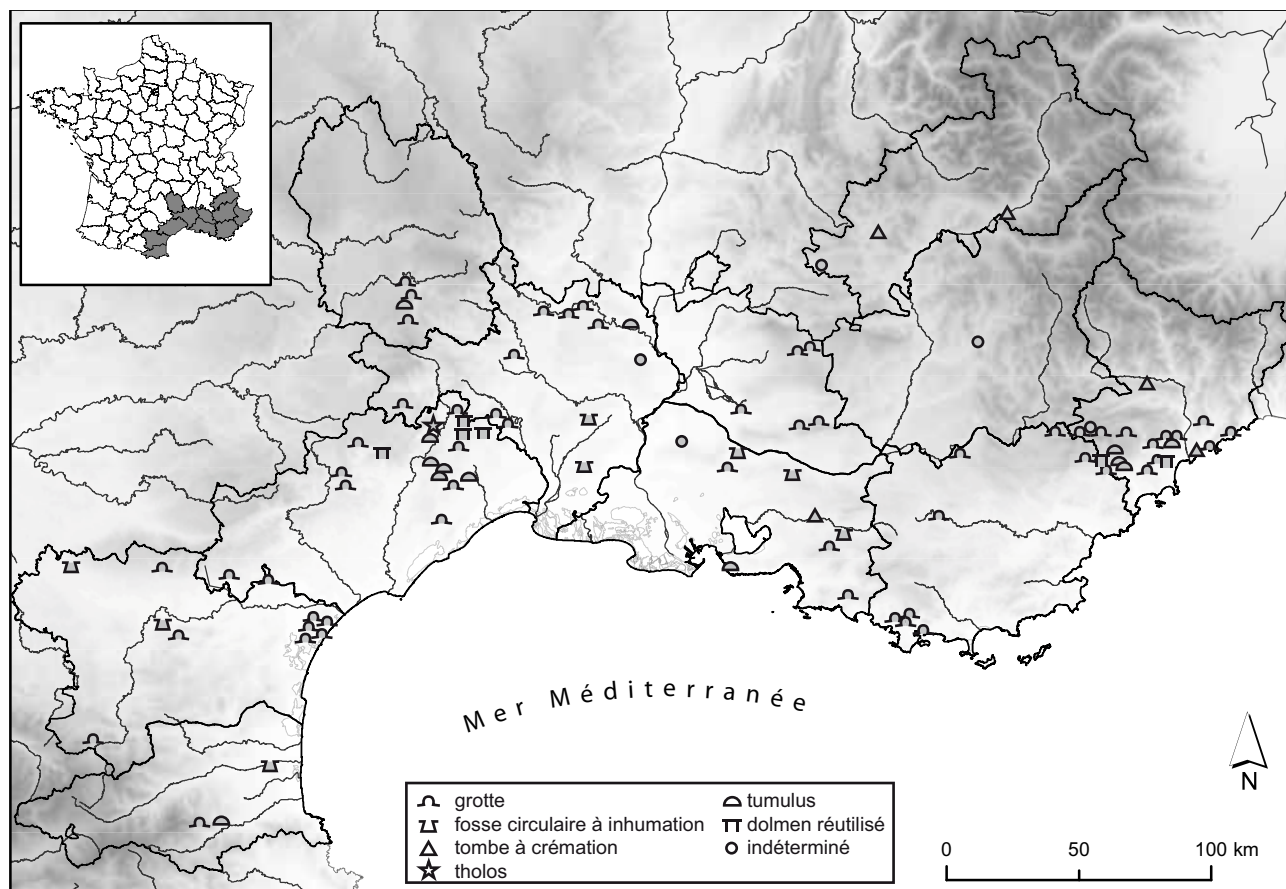 Mer Méditerranée
N
grotte
fosse circulaire à inhumation
tombe à crémation
tholos
tumulus
dolmen réutilisé
indéterminé
0 50 100 km